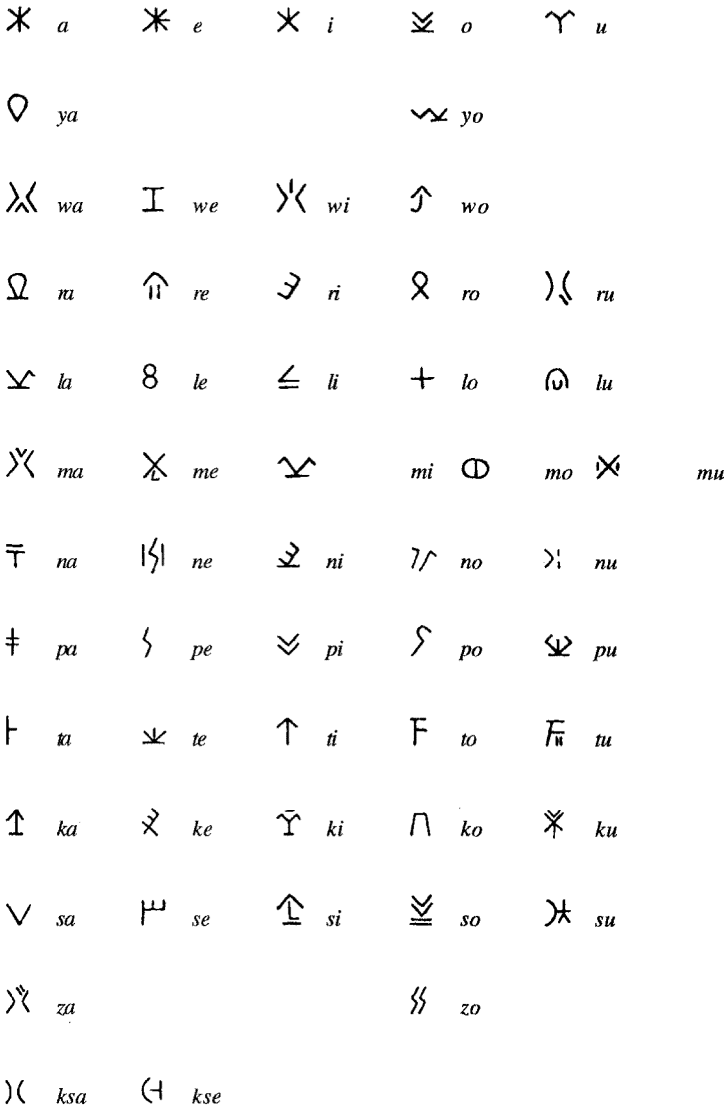 𐠀 a 𐠁 e 𐠂 i 𐠃 o 𐠄 u
𐠅 ya 𐠈 yo
𐠲 wa 𐠳 we 𐠴 wi 𐠵 wo
𐠣 ra 𐠤 re 𐠥 ri 𐠦 ro 𐠧 ru
𐠏 la 𐠐 le 𐠑 li 𐠒 lo 𐠓 lu
𐠔 ma 𐠕 me 𐠖 mi 𐠗 mo 𐠘 mu
𐠙 na 𐠚 ne 𐠛 ni 𐠜 no 𐠝 nu
𐠞 pa 𐠟 pe 𐠠 pi 𐠡 po 𐠢 pu
𐠭 ta 𐠮 te 𐠯 ti 𐠰 to 𐠱 tu
𐠊 ka 𐠋 ke 𐠌 ki 𐠍 ko 𐠎 ku
𐠨 sa 𐠩 se 𐠪 si 𐠫 so 𐠬 su
𐠼 za 𐠿 zo
𐠷 ksa 𐠸 kse